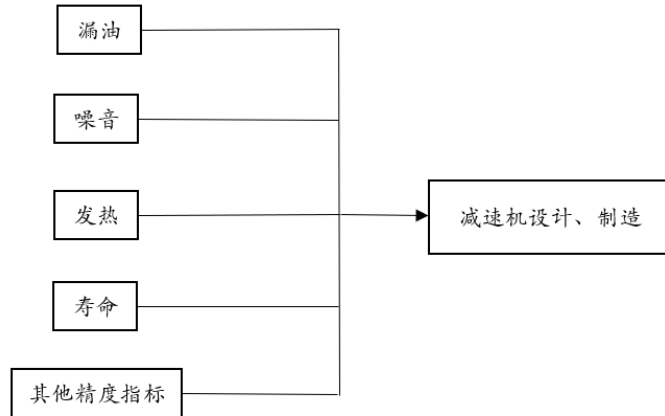 漏油
噪音
发热
减速机设计、制造
寿命
其他精度指标